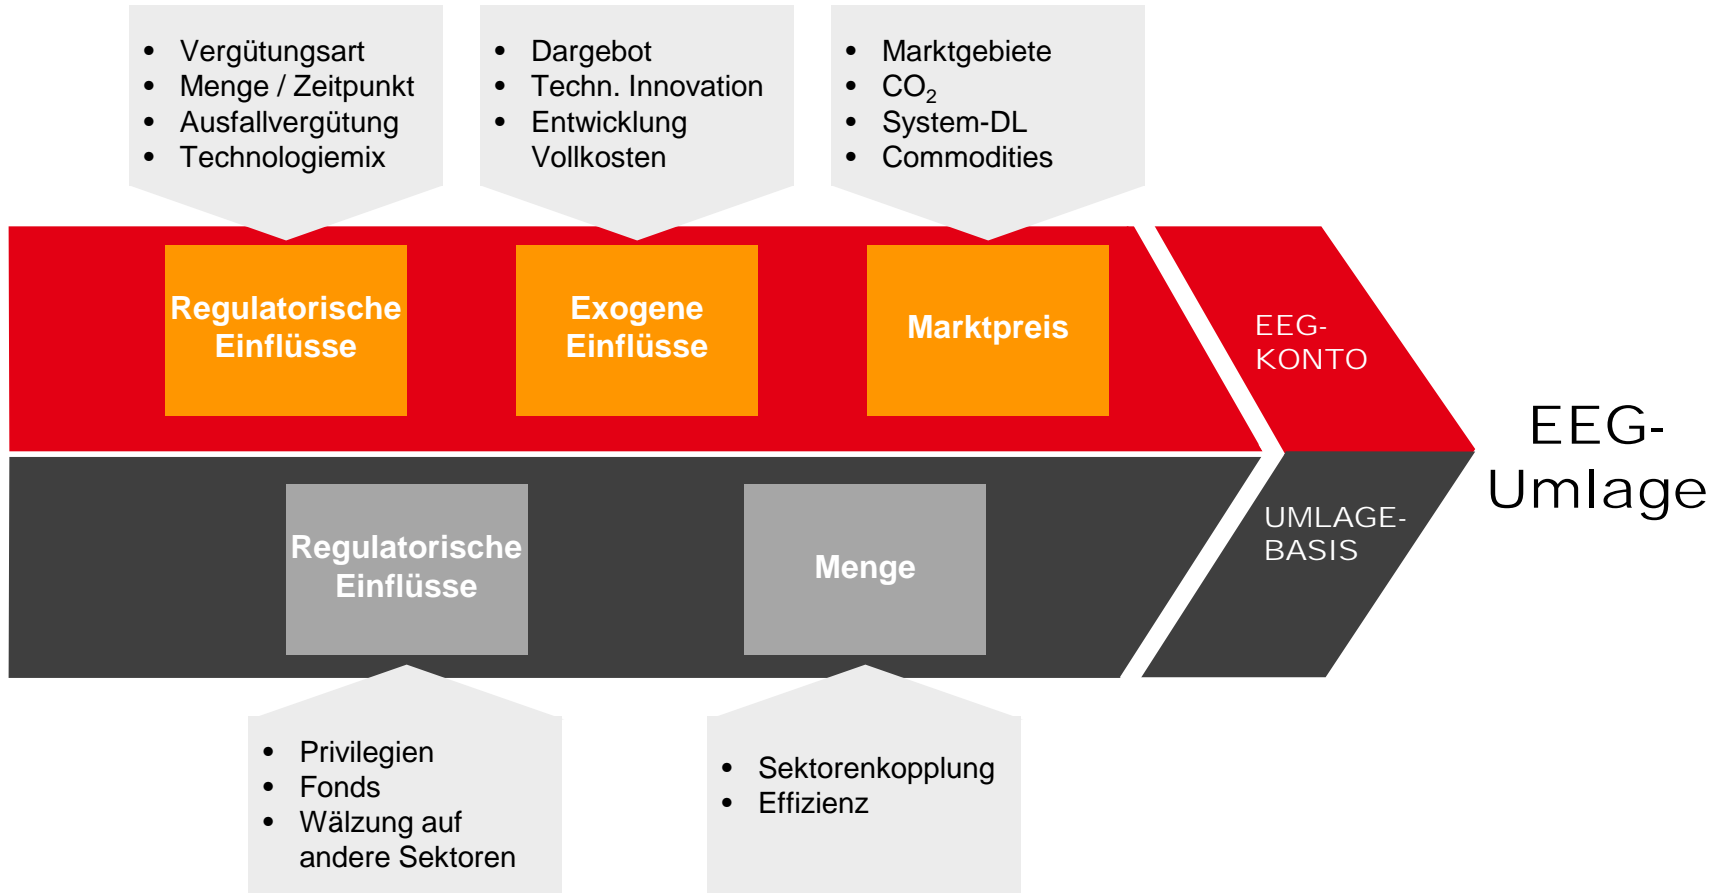 • Vergütungsart
• Menge / Zeitpunkt
• Ausfallvergütung
• Technologiemix
• Dargebot
• Techn. Innovation
• Entwicklung
Vollkosten
• Marktgebiete
• CO₂
• System-DL
• Commodities
Regulatorische
Einflüsse
Exogene
Einflüsse
Marktpreis
EEG-
KONTO
EEG-
Umlage
Regulatorische
Einflüsse
Menge
UMLAGE-
BASIS
• Privilegien
• Fonds
• Wälzung auf
andere Sektoren
• Sektorenkopplung
• Effizienz